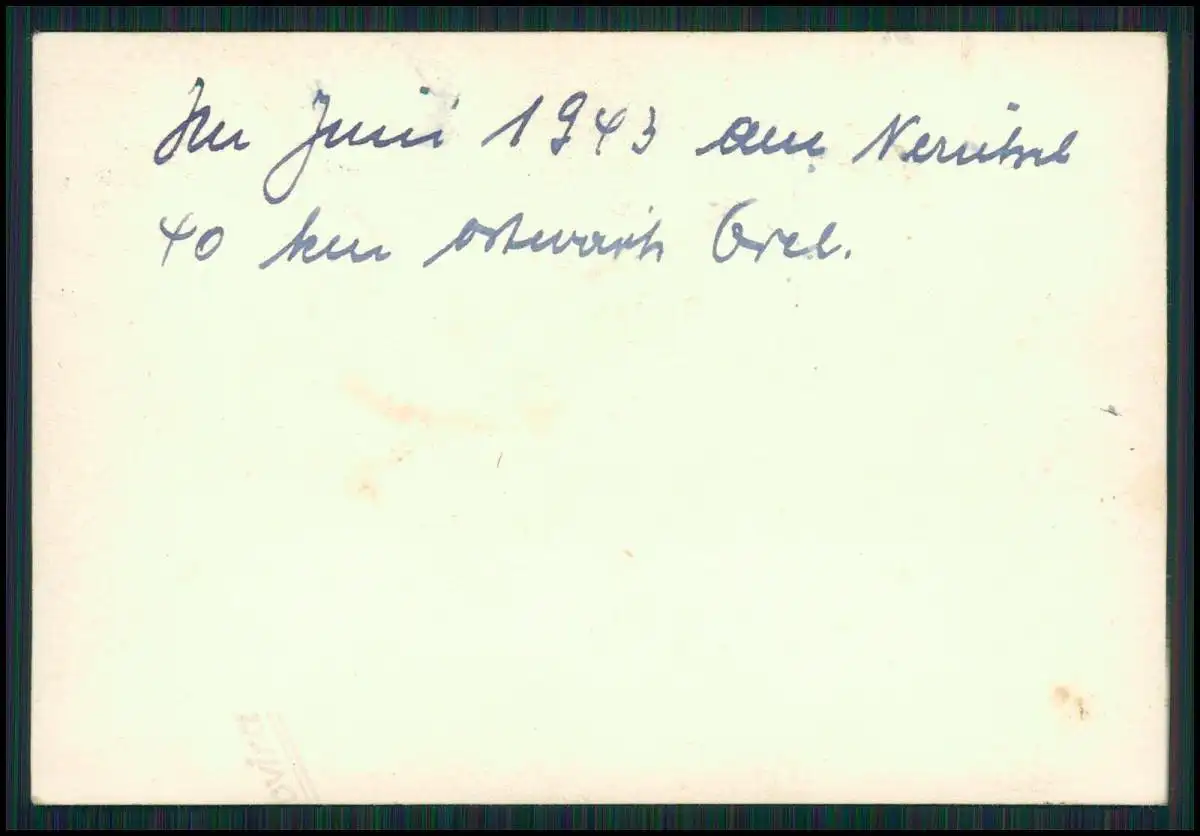 Im Juni 1943 am Nerutsch
40 km ostwärts Orel.